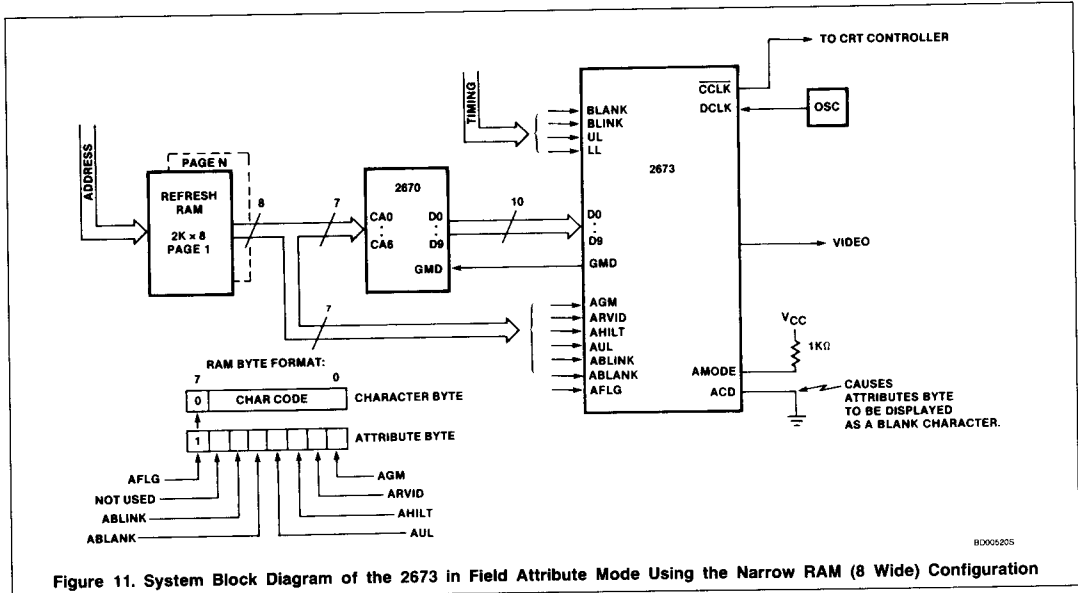 TO CRT CONTROLLER
ADDRESS
TIMING
CCLK
DCLK
OSC
BLANK
BLINK
UL
LL
2673
PAGE N
REFRESH
RAM
2K × 8
PAGE 1
8
7
2670
CA0
CA6
D0
D9
GMD
10
D0
D9
GMD
VIDEO
7
AGM
ARVID
AHILT
AUL
ABLINK
ABLANK
AFLG
VCC
1KΩ
AMODE
ACD
CAUSES
ATTRIBUTES BYTE
TO BE DISPLAYED
AS A BLANK CHARACTER.
RAM BYTE FORMAT:
7 0
0 CHAR CODE CHARACTER BYTE
1 ATTRIBUTE BYTE
AFLG
NOT USED
ABLINK
ABLANK
AGM
ARVID
AHILT
AUL
BD00520S
Figure 11. System Block Diagram of the 2673 in Field Attribute Mode Using the Narrow RAM (8 Wide) Configuration